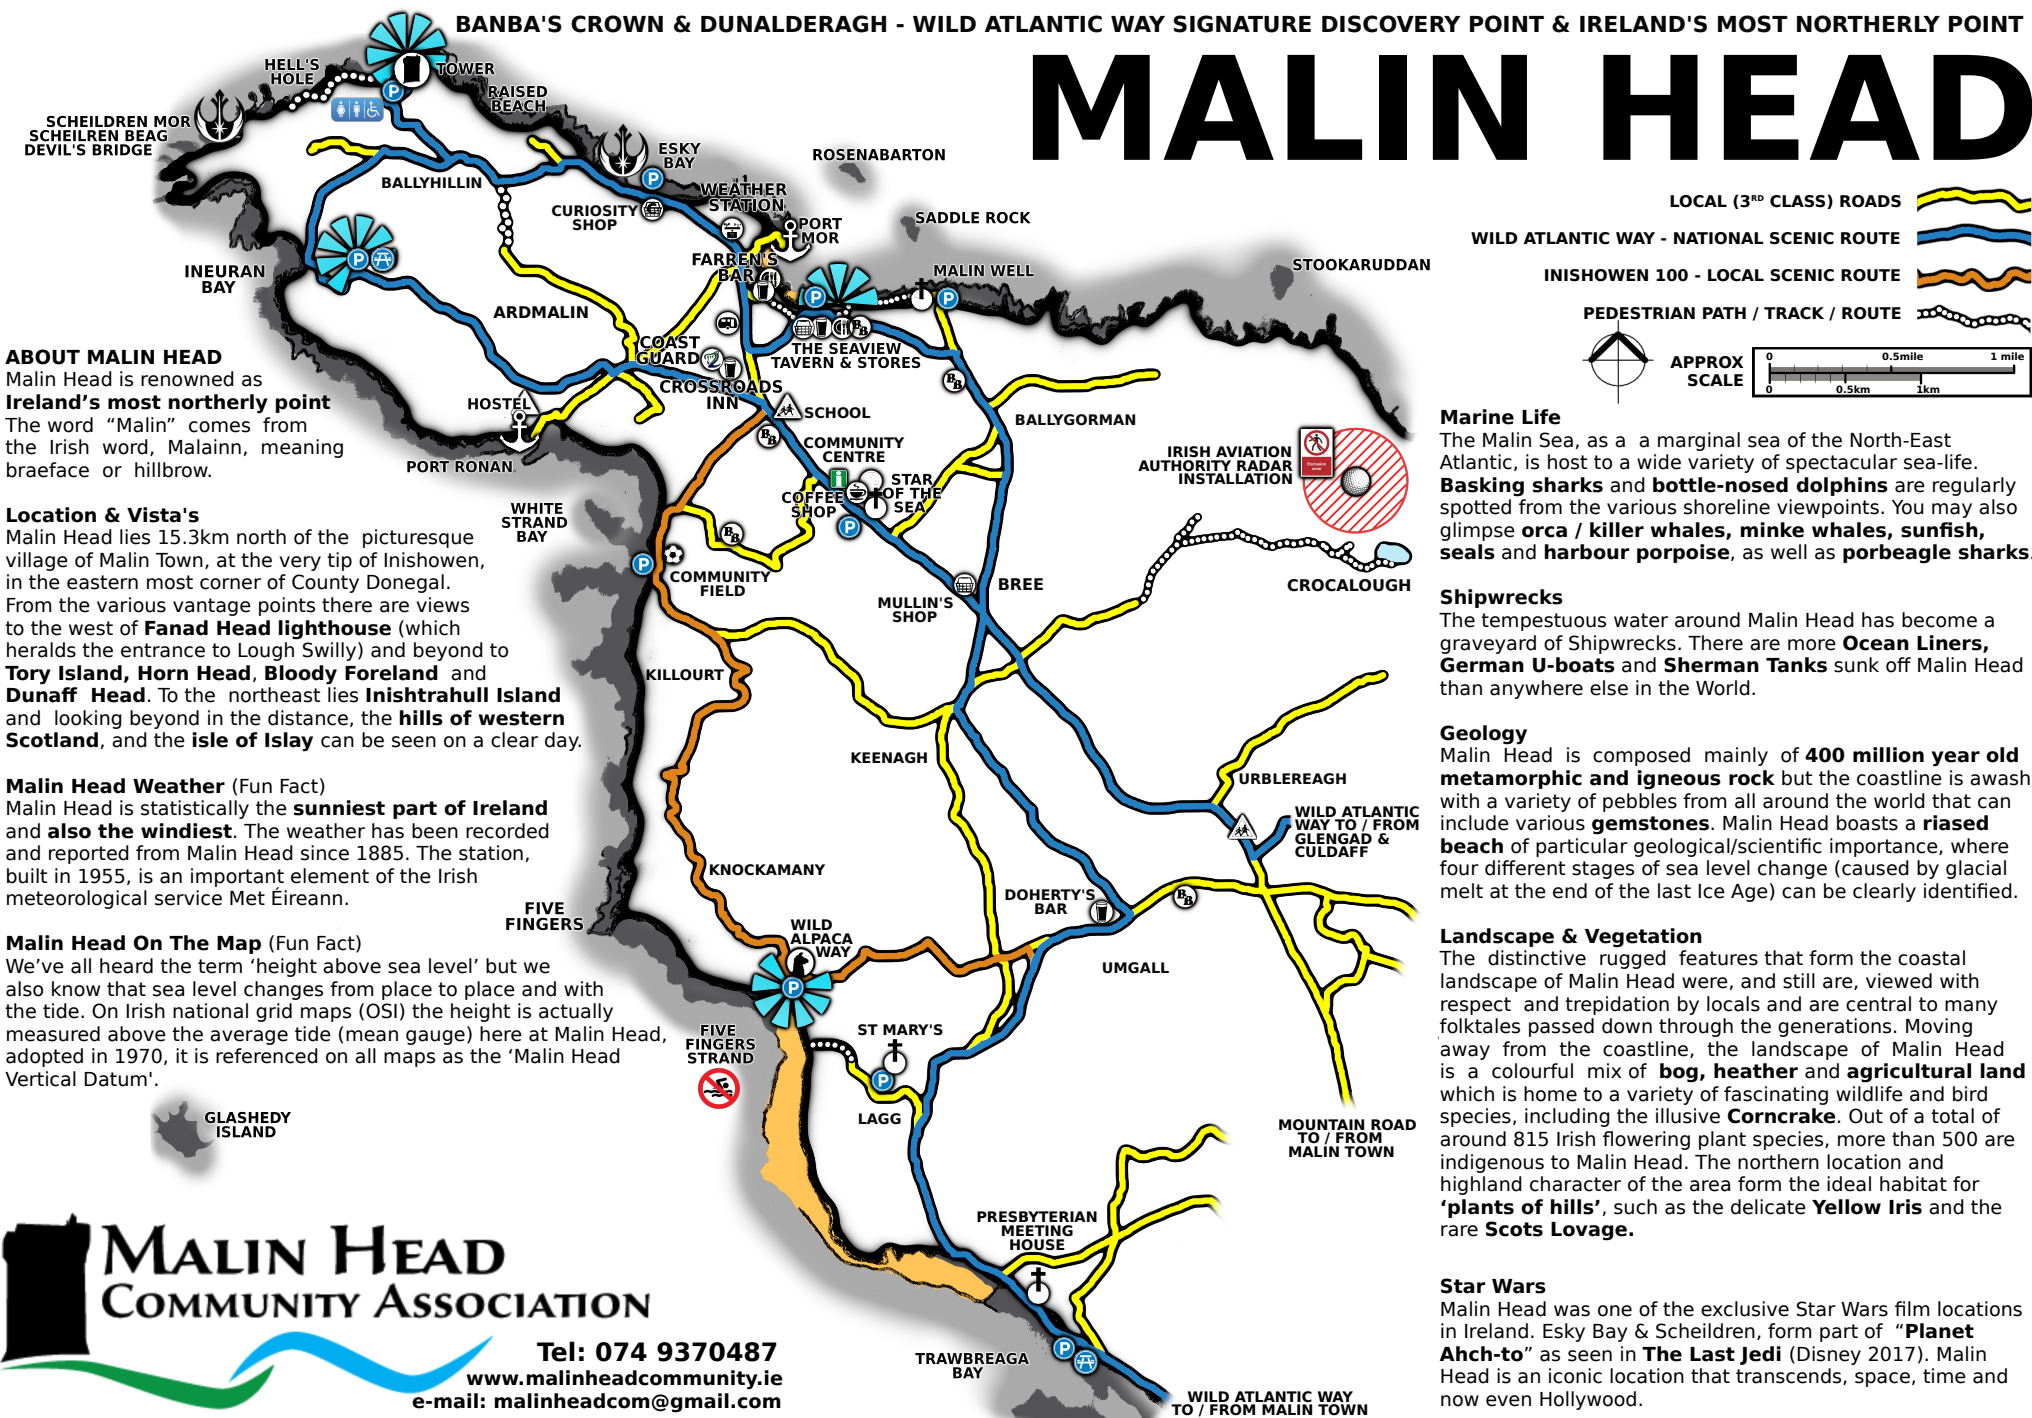 BANBA'S CROWN & DUNALDERAGH - WILD ATLANTIC WAY SIGNATURE DISCOVERY POINT & IRELAND'S MOST NORTHERLY POINT
MALIN HEAD
LOCAL (3RD CLASS) ROADS
WILD ATLANTIC WAY - NATIONAL SCENIC ROUTE
INISHOWEN 100 - LOCAL SCENIC ROUTE
PEDESTRIAN PATH / TRACK / ROUTE
APPROX
SCALE
0 0.5mile 1 mile
0 0.5km 1km
HELL'S
HOLE
TOWER
P
RAISED
BEACH
SCHEILDREN MOR
SCHEILREN BEAG
DEVIL'S BRIDGE
ESKY
BAY
P
ROSENABARTON
BALLYHILLIN
CURIOSITY
SHOP
WEATHER
STATION
PORT
MOR
SADDLE ROCK
FARREN'S
BAR
MALIN WELL
P
P
STOOKARUDDAN
INEURAN
BAY
P
ARDMALIN
COAST
GUARD
THE SEAVIEW
TAVERN & STORES
BB
BB
CROSSROADS
INN
HOSTEL
SCHOOL
BB
BALLYGORMAN
PORT RONAN
COMMUNITY
CENTRE
i
COFFEE
SHOP
STAR
OF THE
SEA
P
IRISH AVIATION
AUTHORITY RADAR
INSTALLATION
Exclusion
zone
WHITE
STRAND
BAY
P
BB
COMMUNITY
FIELD
MULLIN'S
SHOP
BREE
CROCALOUGH
KILLOURT
KEENAGH
URBLEREAGH
WILD ATLANTIC
WAY TO / FROM
GLENGAD &
CULDAFF
KNOCKAMANY
DOHERTY'S
BAR
BB
FIVE
FINGERS
WILD
ALPACA
WAY
P
UMGALL
FIVE
FINGERS
STRAND
ST MARY'S
P
LAGG
MOUNTAIN ROAD
TO / FROM
MALIN TOWN
GLASHEDY
ISLAND
PRESBYTERIAN
MEETING
HOUSE
TRAWBREAGA
BAY
P
WILD ATLANTIC WAY
TO / FROM MALIN TOWN
ABOUT MALIN HEAD
Malin Head is renowned as
Ireland's most northerly point
The word “Malin” comes from
the Irish word, Malainn, meaning
braeface or hillbrow.
Location & Vista's
Malin Head lies 15.3km north of the picturesque
village of Malin Town, at the very tip of Inishowen,
in the eastern most corner of County Donegal.
From the various vantage points there are views
to the west of Fanad Head lighthouse (which
heralds the entrance to Lough Swilly) and beyond to
Tory Island, Horn Head, Bloody Foreland and
Dunaff Head. To the northeast lies Inishtrahull Island
and looking beyond in the distance, the hills of western
Scotland, and the isle of Islay can be seen on a clear day.
Malin Head Weather (Fun Fact)
Malin Head is statistically the sunniest part of Ireland
and also the windiest. The weather has been recorded
and reported from Malin Head since 1885. The station,
built in 1955, is an important element of the Irish
meteorological service Met Éireann.
Malin Head On The Map (Fun Fact)
We've all heard the term ‘height above sea level’ but we
also know that sea level changes from place to place and with
the tide. On Irish national grid maps (OSI) the height is actually
measured above the average tide (mean gauge) here at Malin Head,
adopted in 1970, it is referenced on all maps as the ‘Malin Head
Vertical Datum'.
MALIN HEAD
COMMUNITY ASSOCIATION
Tel: 074 9370487
www.malinheadcommunity.ie
e-mail: malinheadcom@gmail.com
Marine Life
The Malin Sea, as a a marginal sea of the North-East
Atlantic, is host to a wide variety of spectacular sea-life.
Basking sharks and bottle-nosed dolphins are regularly
spotted from the various shoreline viewpoints. You may also
glimpse orca / killer whales, minke whales, sunfish,
seals and harbour porpoise, as well as porbeagle sharks.
Shipwrecks
The tempestuous water around Malin Head has become a
graveyard of Shipwrecks. There are more Ocean Liners,
German U-boats and Sherman Tanks sunk off Malin Head
than anywhere else in the World.
Geology
Malin Head is composed mainly of 400 million year old
metamorphic and igneous rock but the coastline is awash
with a variety of pebbles from all around the world that can
include various gemstones. Malin Head boasts a riased
beach of particular geological/scientific importance, where
four different stages of sea level change (caused by glacial
melt at the end of the last Ice Age) can be clearly identified.
Landscape & Vegetation
The distinctive rugged features that form the coastal
landscape of Malin Head were, and still are, viewed with
respect and trepidation by locals and are central to many
folktales passed down through the generations. Moving
away from the coastline, the landscape of Malin Head
is a colourful mix of bog, heather and agricultural land
which is home to a variety of fascinating wildlife and bird
species, including the illusive Corncrake. Out of a total of
around 815 Irish flowering plant species, more than 500 are
indigenous to Malin Head. The northern location and
highland character of the area form the ideal habitat for
‘plants of hills’, such as the delicate Yellow Iris and the
rare Scots Lovage.
Star Wars
Malin Head was one of the exclusive Star Wars film locations
in Ireland. Esky Bay & Scheildren, form part of “Planet
Ahch-to” as seen in The Last Jedi (Disney 2017). Malin
Head is an iconic location that transcends, space, time and
now even Hollywood.